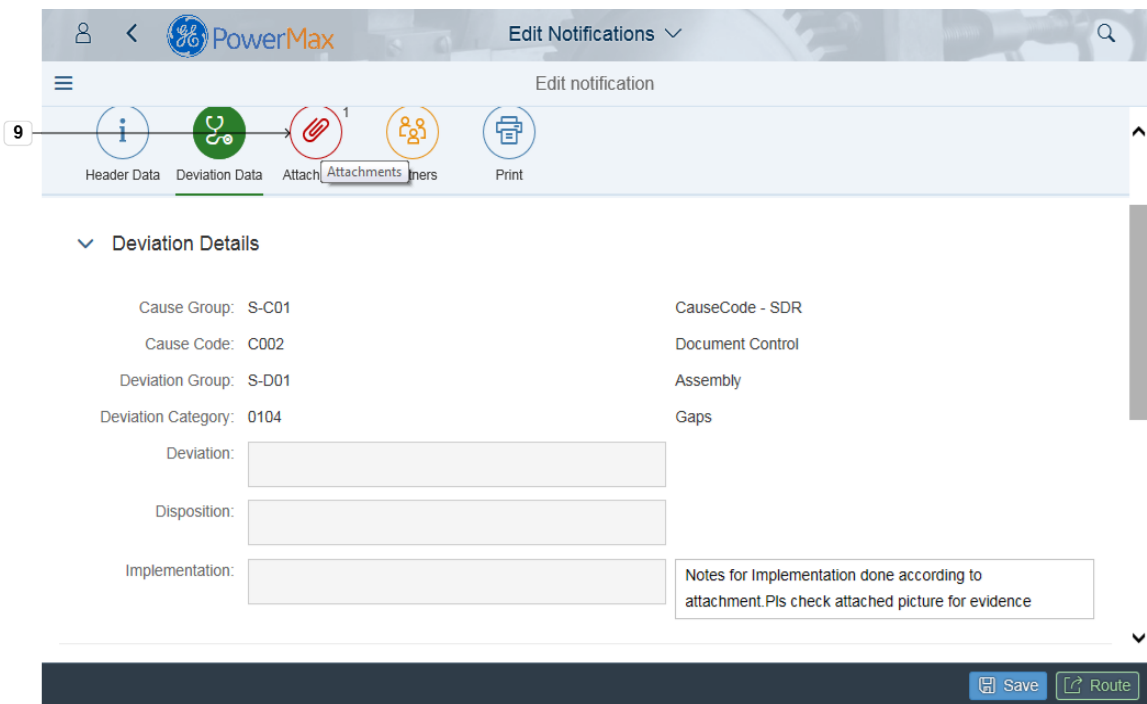 PowerMax
Edit Notifications
Edit notification
9
1
Header Data
Deviation Data
Attach
Attachments
tners
Print
Deviation Details
Cause Group: S-C01 CauseCode - SDR
Cause Code: C002 Document Control
Deviation Group: S-D01 Assembly
Deviation Category: 0104 Gaps
Deviation:
Disposition:
Implementation:
Notes for Implementation done according to
attachment.Pls check attached picture for evidence
Save
Route